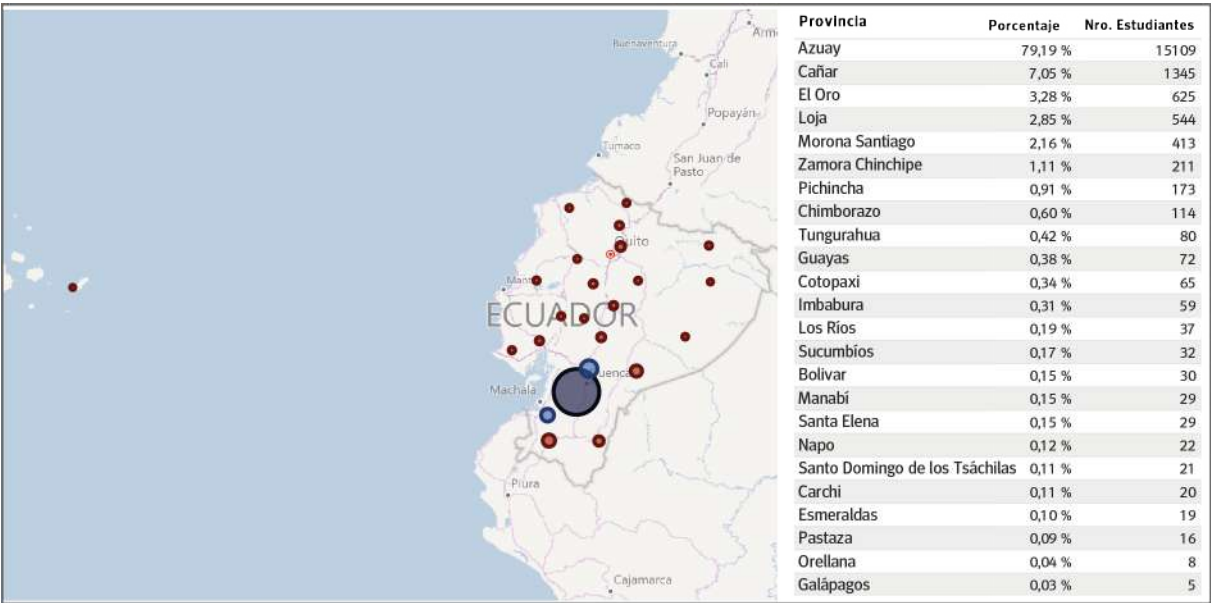 Arm
Buenaventura
Cali
Popayán
Tumaco
San Juan de
Pasto
Quito
Mant
ECUADOR
uenca
Machala
Piura
Cajamarca
Provincia Porcentaje Nro. Estudiantes
Azuay 79,19 % 15109
Cañar 7,05 % 1345
El Oro 3,28 % 625
Loja 2,85 % 544
Morona Santiago 2,16 % 413
Zamora Chinchipe 1,11 % 211
Pichincha 0,91 % 173
Chimborazo 0,60 % 114
Tungurahua 0,42 % 80
Guayas 0,38 % 72
Cotopaxi 0,34 % 65
Imbabura 0,31 % 59
Los Ríos 0,19 % 37
Sucumbíos 0,17 % 32
Bolivar 0,15 % 30
Manabí 0,15 % 29
Santa Elena 0,15 % 29
Napo 0,12 % 22
Santo Domingo de los Tsáchilas 0,11 % 21
Carchi 0,11 % 20
Esmeraldas 0,10 % 19
Pastaza 0,09 % 16
Orellana 0,04 % 8
Galápagos 0,03 % 5